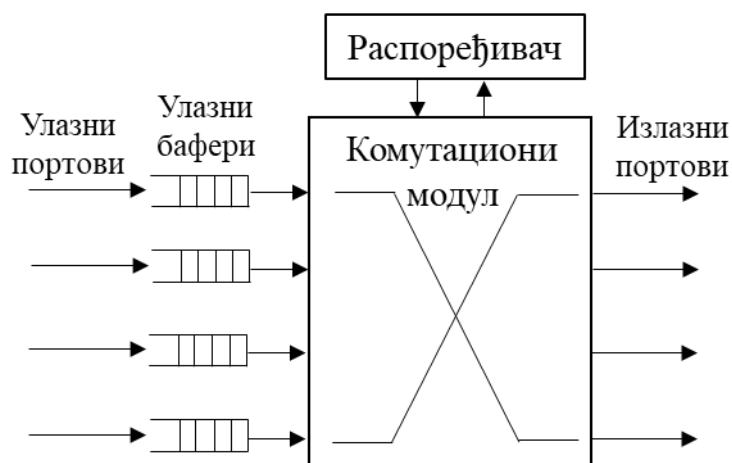 Распоређивач
Улазни
портови
Улазни
бафери
Комутациони
модул
Излазни
портови